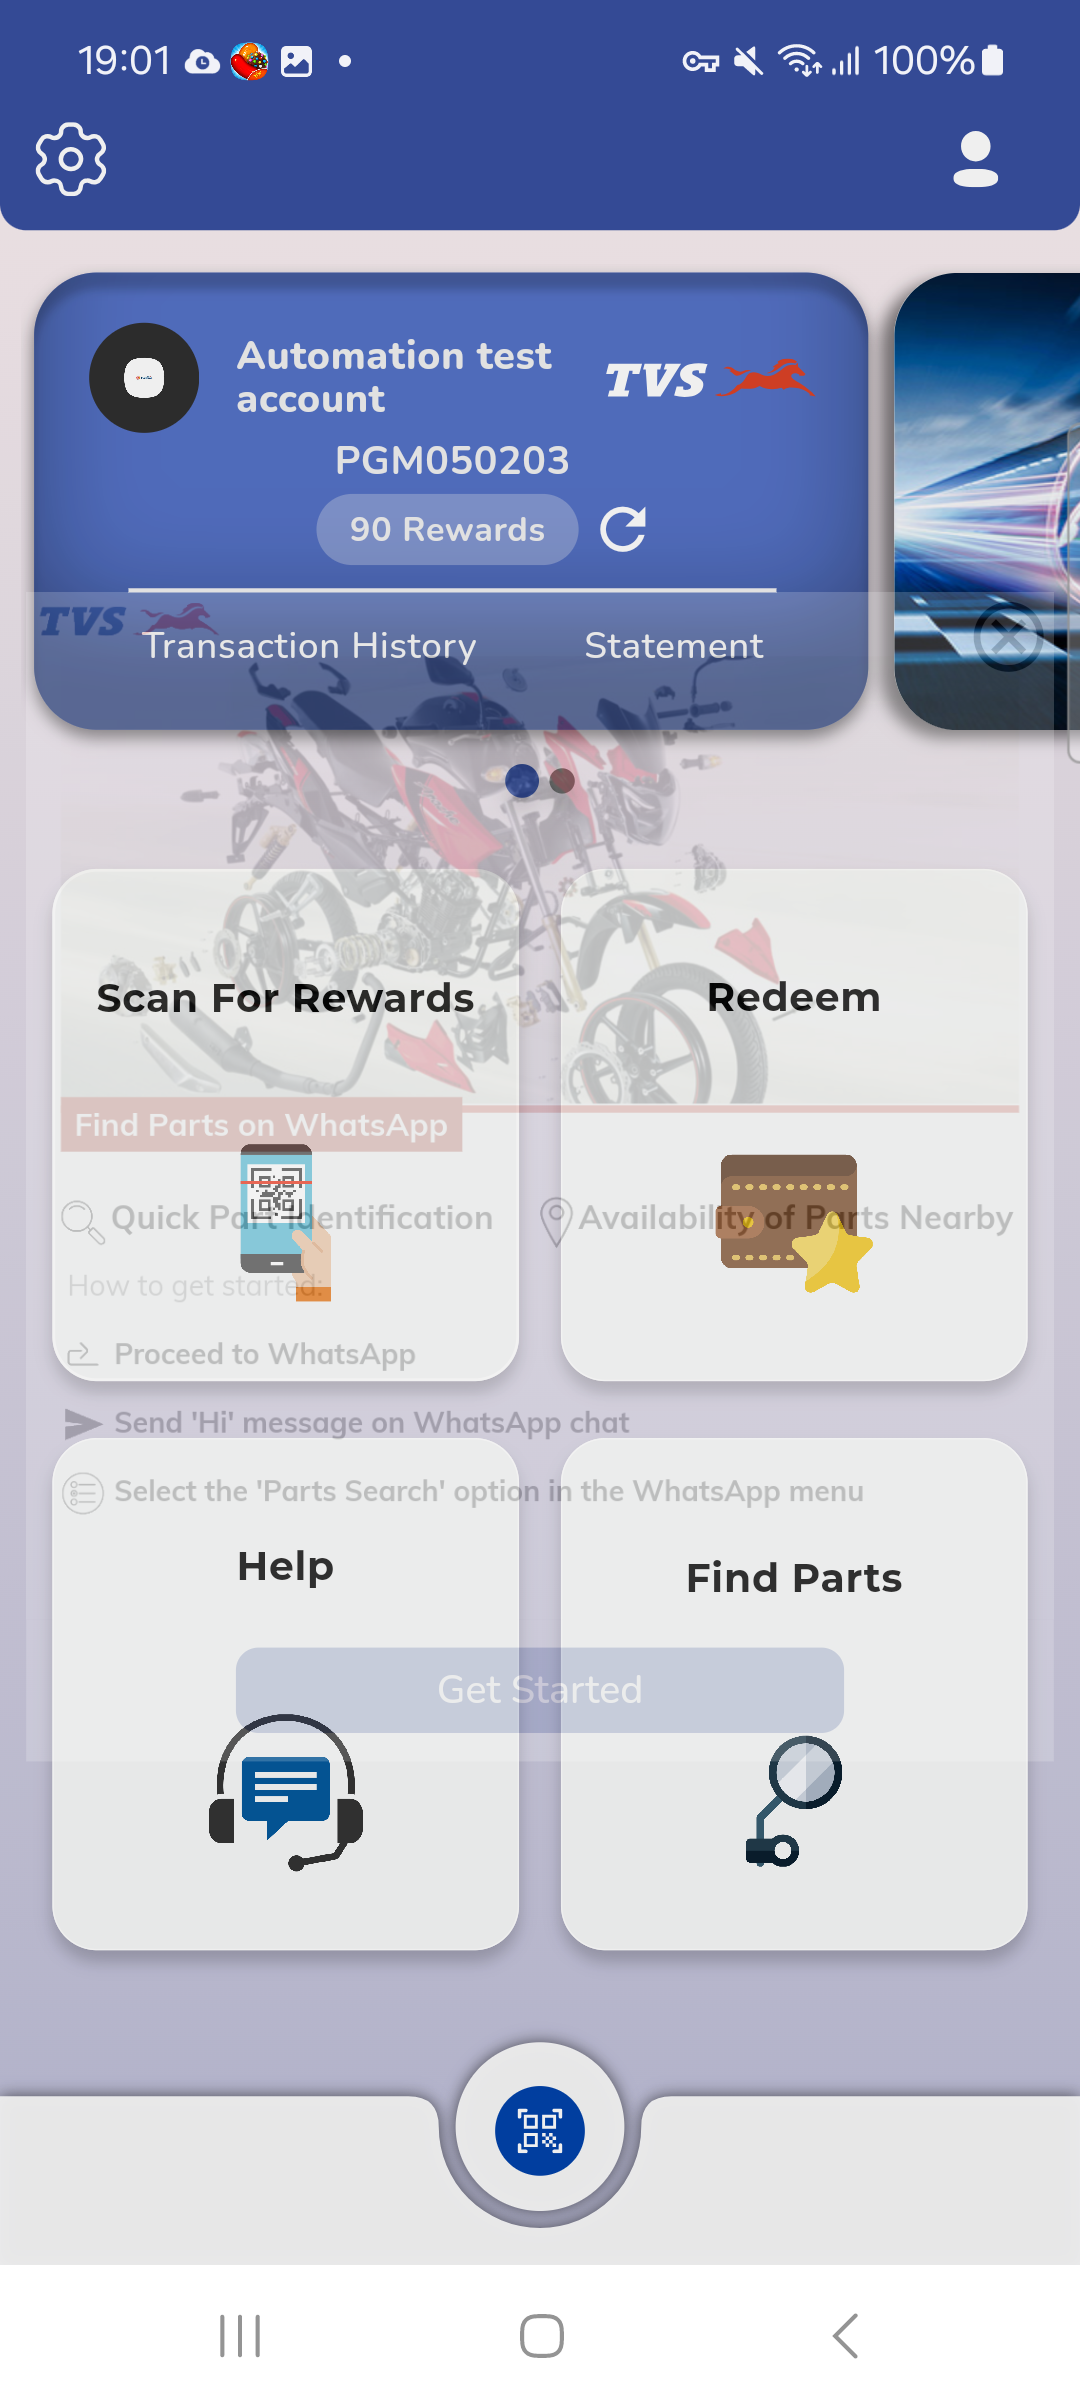 19:01
100%
Automation test
account
TVS
PGM050203
90 Rewards
TVS
Transaction History
Statement
Scan For Rewards
Redeem
Find Parts on WhatsApp
Quick Part Identification
Availability of Parts Nearby
How to get started:
Proceed to WhatsApp
Send 'Hi' message on WhatsApp chat
Select the 'Parts Search' option in the WhatsApp menu
Help
Find Parts
Get Started